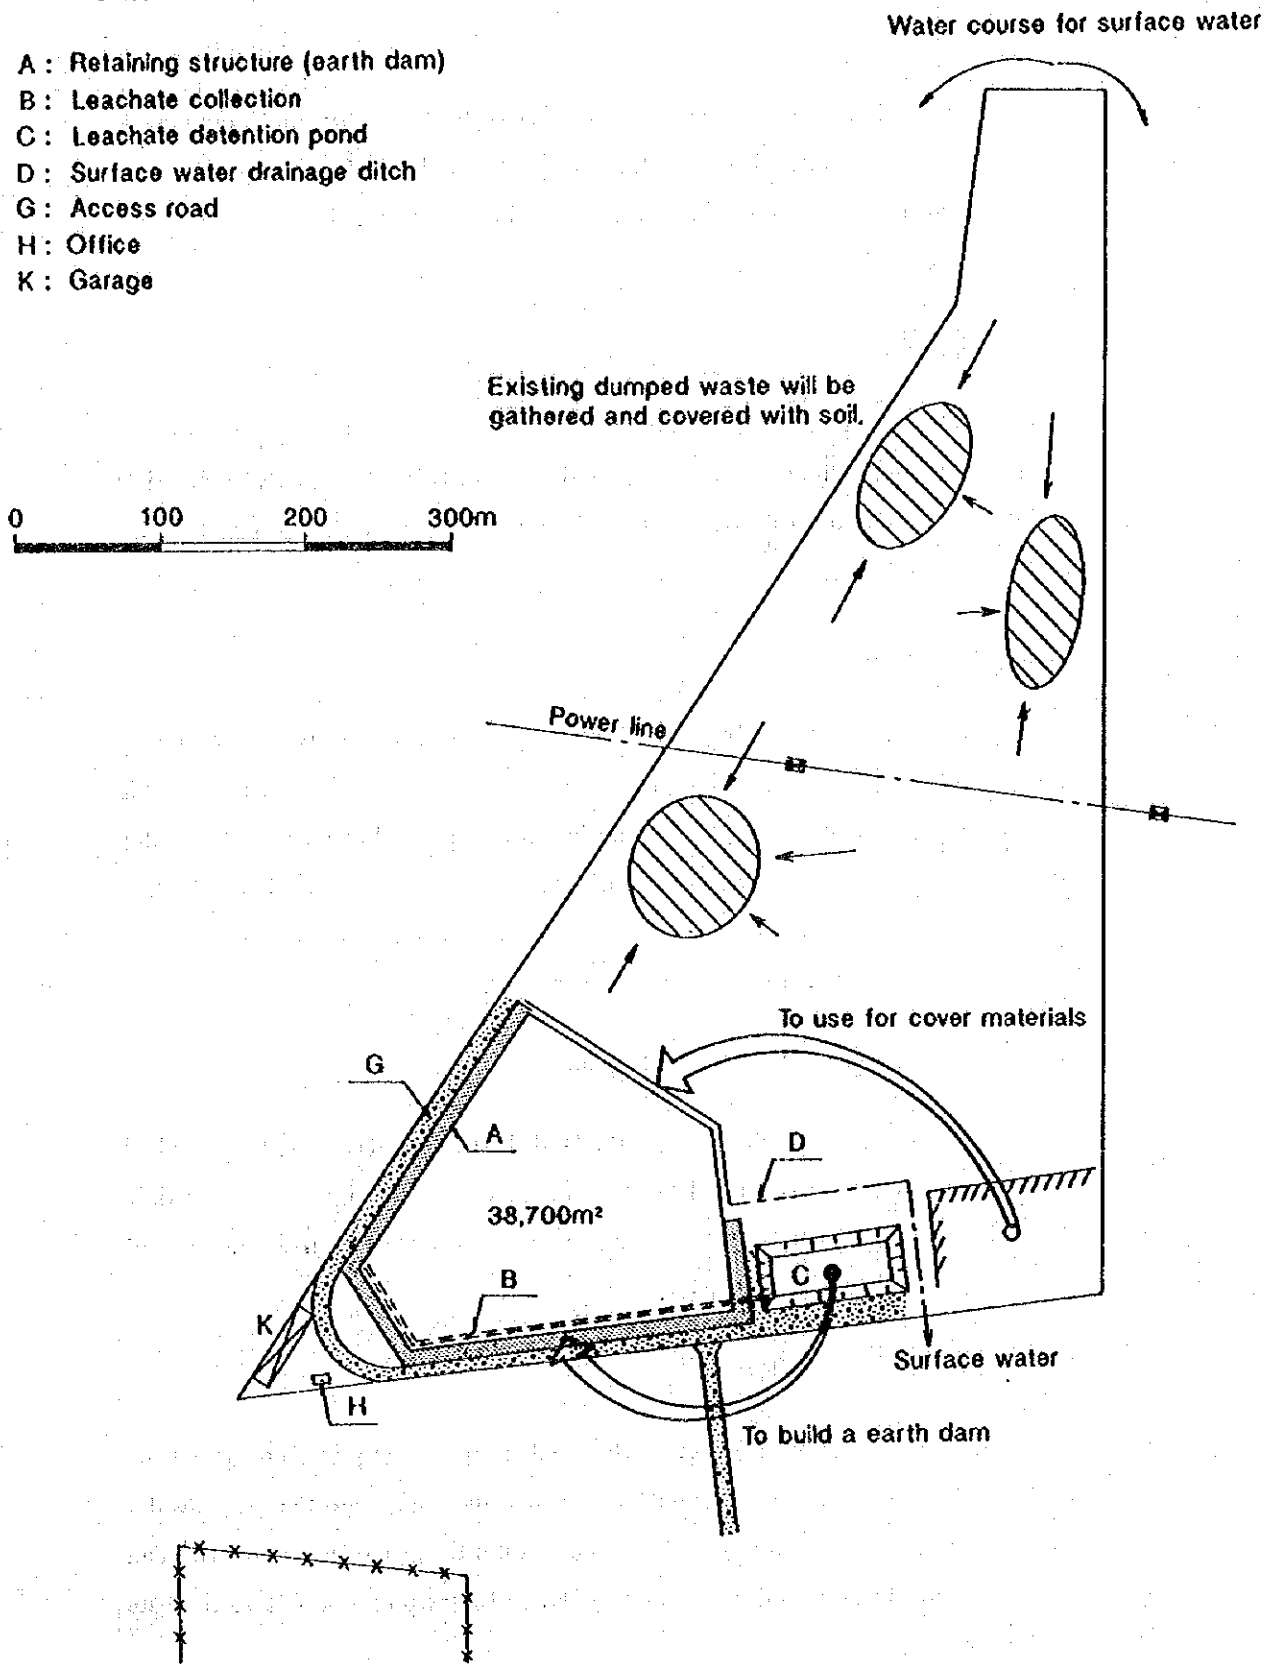 Water course for surface water
A : Retaining structure (earth dam)
B : Leachate collection
C : Leachate detention pond
D : Surface water drainage ditch
G : Access road
H : Office
K : Garage
Existing dumped waste will be
gathered and covered with soil.
0 100 200 300m
Power line
To use for cover materials
G
A
D
38,700m²
B
C
K
Surface water
H
To build a earth dam